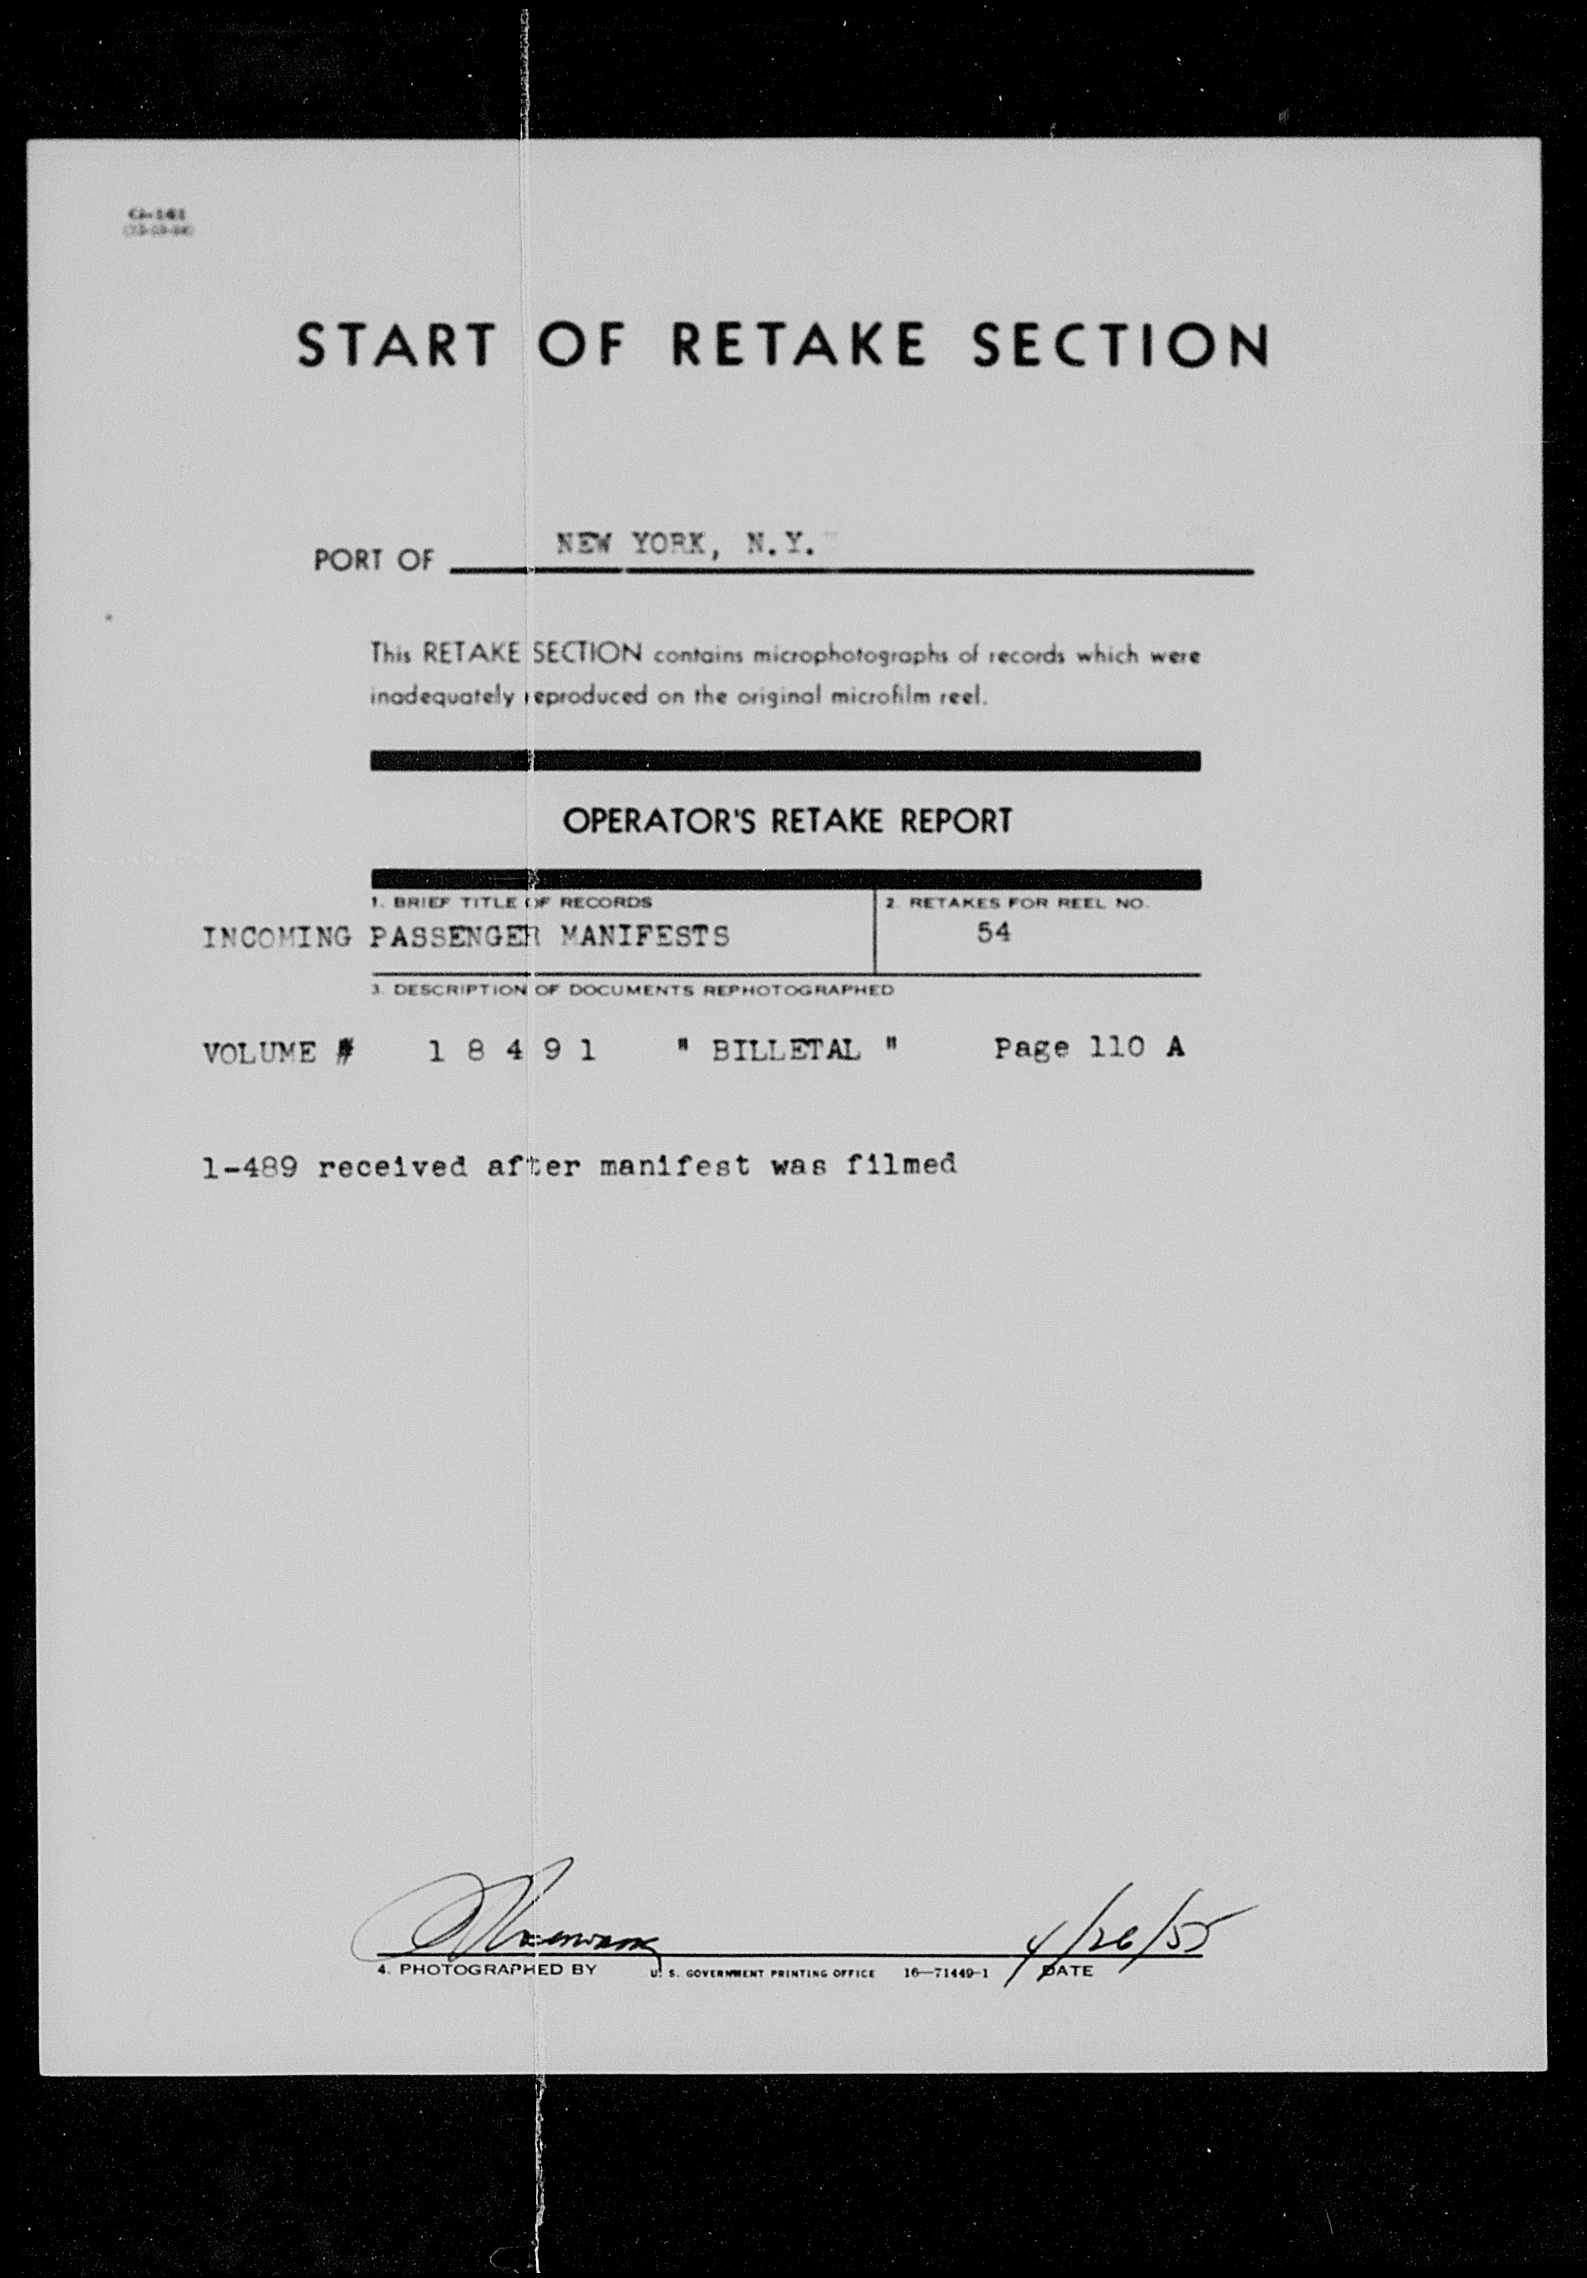 G-161
START OF RETAKE SECTION
PORT OF NEW YORK, N.Y.
This RETAKE SECTION contains microphotographs of records which were
inadequately reproduced on the original microfilm reel.
OPERATOR'S RETAKE REPORT
1. BRIEF TITLE OF RECORDS
2. RETAKES FOR REEL NO.
INCOMING PASSENGER MANIFESTS
54
3. DESCRIPTION OF DOCUMENTS REPHOTOGRAPHED
VOLUME # 1 8 4 9 1 " BILLETAL " Page 110 A
1-489 received after manifest was filmed
4/26/55
4. PHOTOGRAPHED BY
U. S. GOVERNMENT PRINTING OFFICE 16—71449-1
DATE